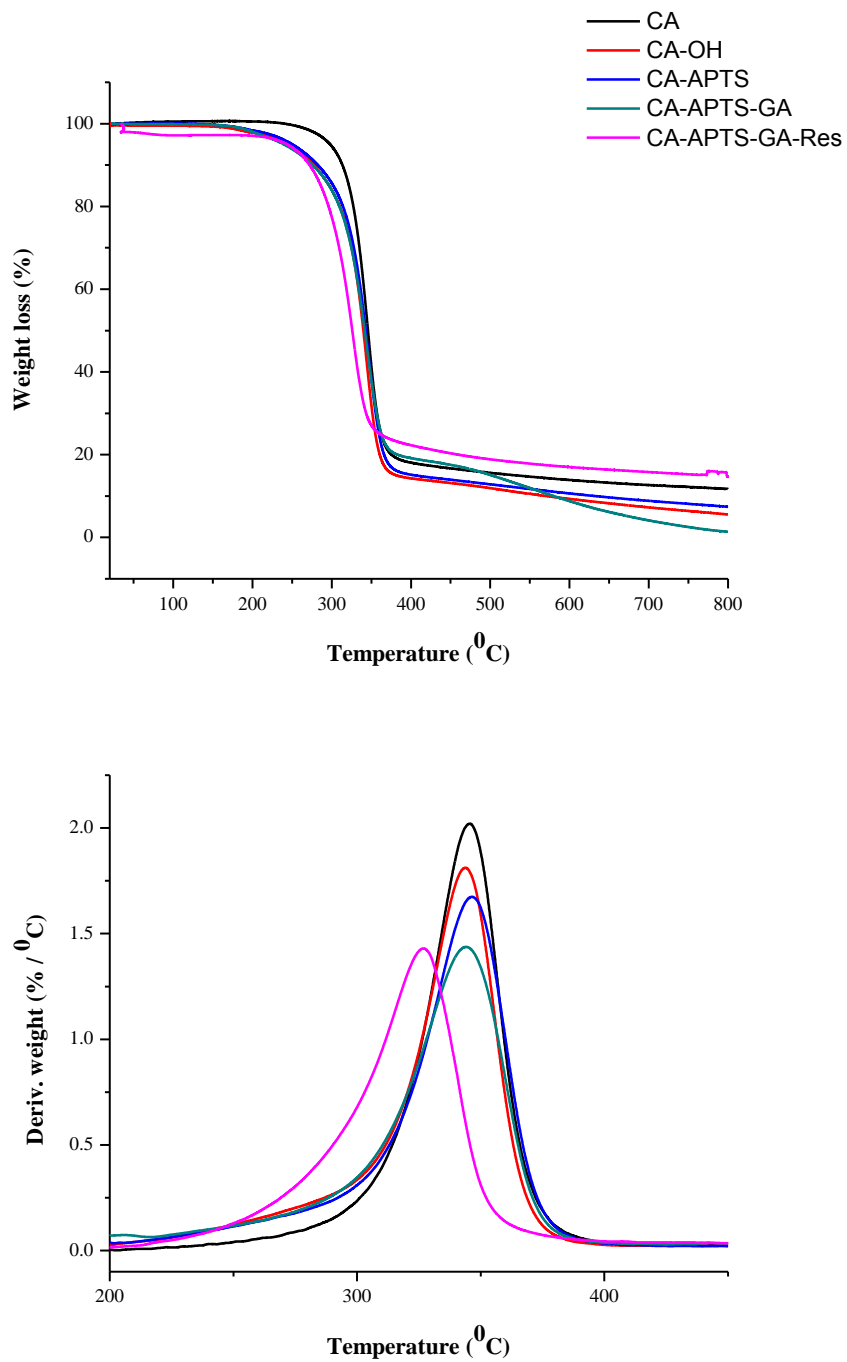 CA
CA-OH
CA-APTS
CA-APTS-GA
CA-APTS-GA-Res
100
80
60
40
20
0
Weight loss (%)
100 200 300 400 500 600 700 800
Temperature (⁰C)
2.0
1.5
1.0
0.5
0.0
Deriv. weight (% / ⁰C)
200 300 400
Temperature (⁰C)